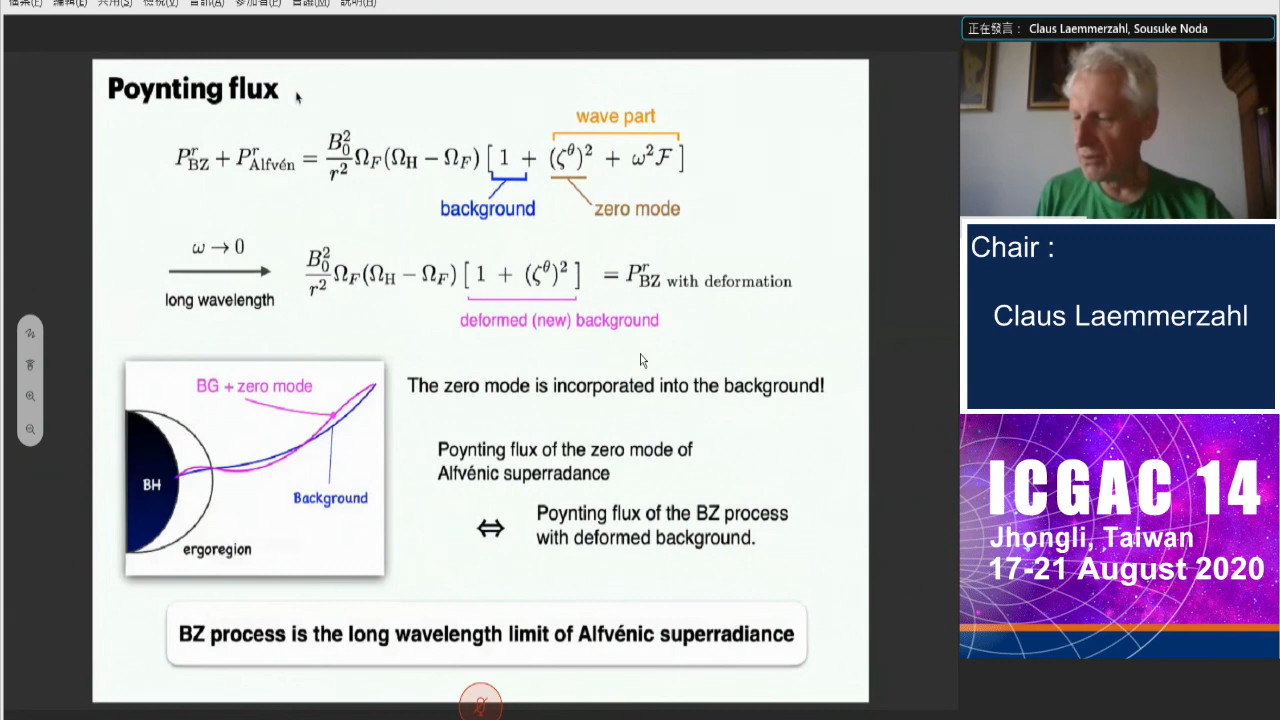 檔案(F) 編輯(E) 共用(S) 檢視(V) 音訊(A) 參加者(P) 會議(M) 說明(H)
正在發言： Claus Laemmerzahl, Sousuke Noda
Poynting flux
wave part
P^r_BZ + P^r_Alfvén = B_0^2/r^2 Ω_F(Ω_H − Ω_F) [ 1 + (ζ^θ)^2 + ω^2 F ]
background
zero mode
ω → 0
long wavelength
B_0^2/r^2 Ω_F(Ω_H − Ω_F) [ 1 + (ζ^θ)^2 ] = P^r_BZ with deformation
deformed (new) background
BG + zero mode
BH
Background
ergoregion
The zero mode is incorporated into the background!
Poynting flux of the zero mode of
Alfvénic superradance
⇔
Poynting flux of the BZ process
with deformed background.
BZ process is the long wavelength limit of Alfvénic superradiance
Chair :
Claus Laemmerzahl
ICGAC 14
Jhongli, Taiwan
17-21 August 2020